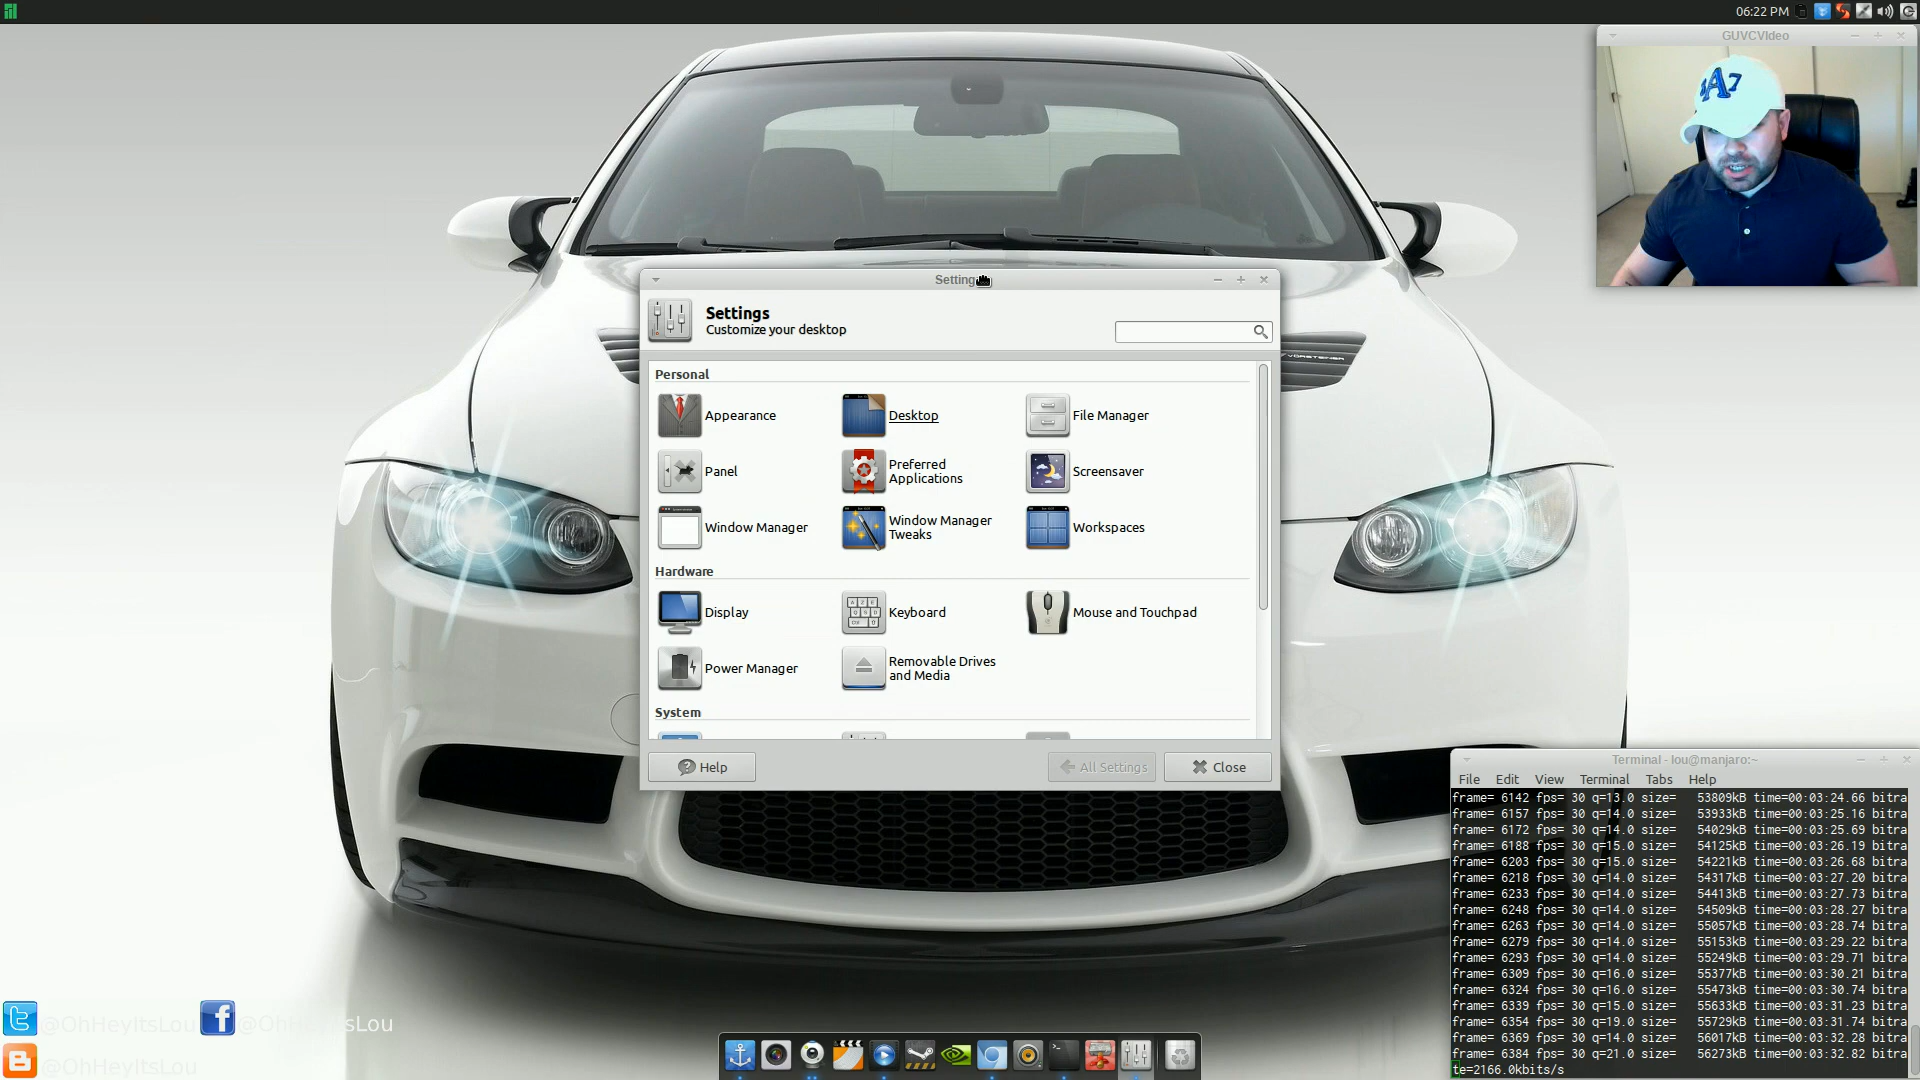 06:22 PM
GUVCVIdeo
A7
Setting
Settings
Customize your desktop
VORSTEINER
Personal
Appearance
Desktop
File Manager
Panel
Preferred
Applications
Screensaver
Window Manager
Window Manager
Tweaks
Workspaces
Hardware
Display
Keyboard
Mouse and Touchpad
Power Manager
Removable Drives
and Media
System
Help
All Settings
Close
Terminal - lou@manjaro:~
File Edit View Terminal Tabs Help
frame= 6142 fps= 30 q=13.0 size=   53809kB time=00:03:24.66 bitra
frame= 6157 fps= 30 q=14.0 size=   53933kB time=00:03:25.16 bitra
frame= 6172 fps= 30 q=14.0 size=   54029kB time=00:03:25.69 bitra
frame= 6188 fps= 30 q=15.0 size=   54125kB time=00:03:26.19 bitra
frame= 6203 fps= 30 q=15.0 size=   54221kB time=00:03:26.68 bitra
frame= 6218 fps= 30 q=14.0 size=   54317kB time=00:03:27.20 bitra
frame= 6233 fps= 30 q=14.0 size=   54413kB time=00:03:27.73 bitra
frame= 6248 fps= 30 q=14.0 size=   54509kB time=00:03:28.27 bitra
frame= 6263 fps= 30 q=14.0 size=   55057kB time=00:03:28.74 bitra
frame= 6279 fps= 30 q=14.0 size=   55153kB time=00:03:29.22 bitra
frame= 6293 fps= 30 q=14.0 size=   55249kB time=00:03:29.71 bitra
frame= 6309 fps= 30 q=16.0 size=   55377kB time=00:03:30.21 bitra
frame= 6324 fps= 30 q=16.0 size=   55473kB time=00:03:30.74 bitra
frame= 6339 fps= 30 q=15.0 size=   55633kB time=00:03:31.23 bitra
frame= 6354 fps= 30 q=19.0 size=   55729kB time=00:03:31.74 bitra
frame= 6369 fps= 30 q=14.0 size=   56017kB time=00:03:32.28 bitra
frame= 6384 fps= 30 q=21.0 size=   56273kB time=00:03:32.82 bitra
te=2166.0kbits/s
@OhHeyItsLou
@OhHeyItsLou
@OhHeyItsLou